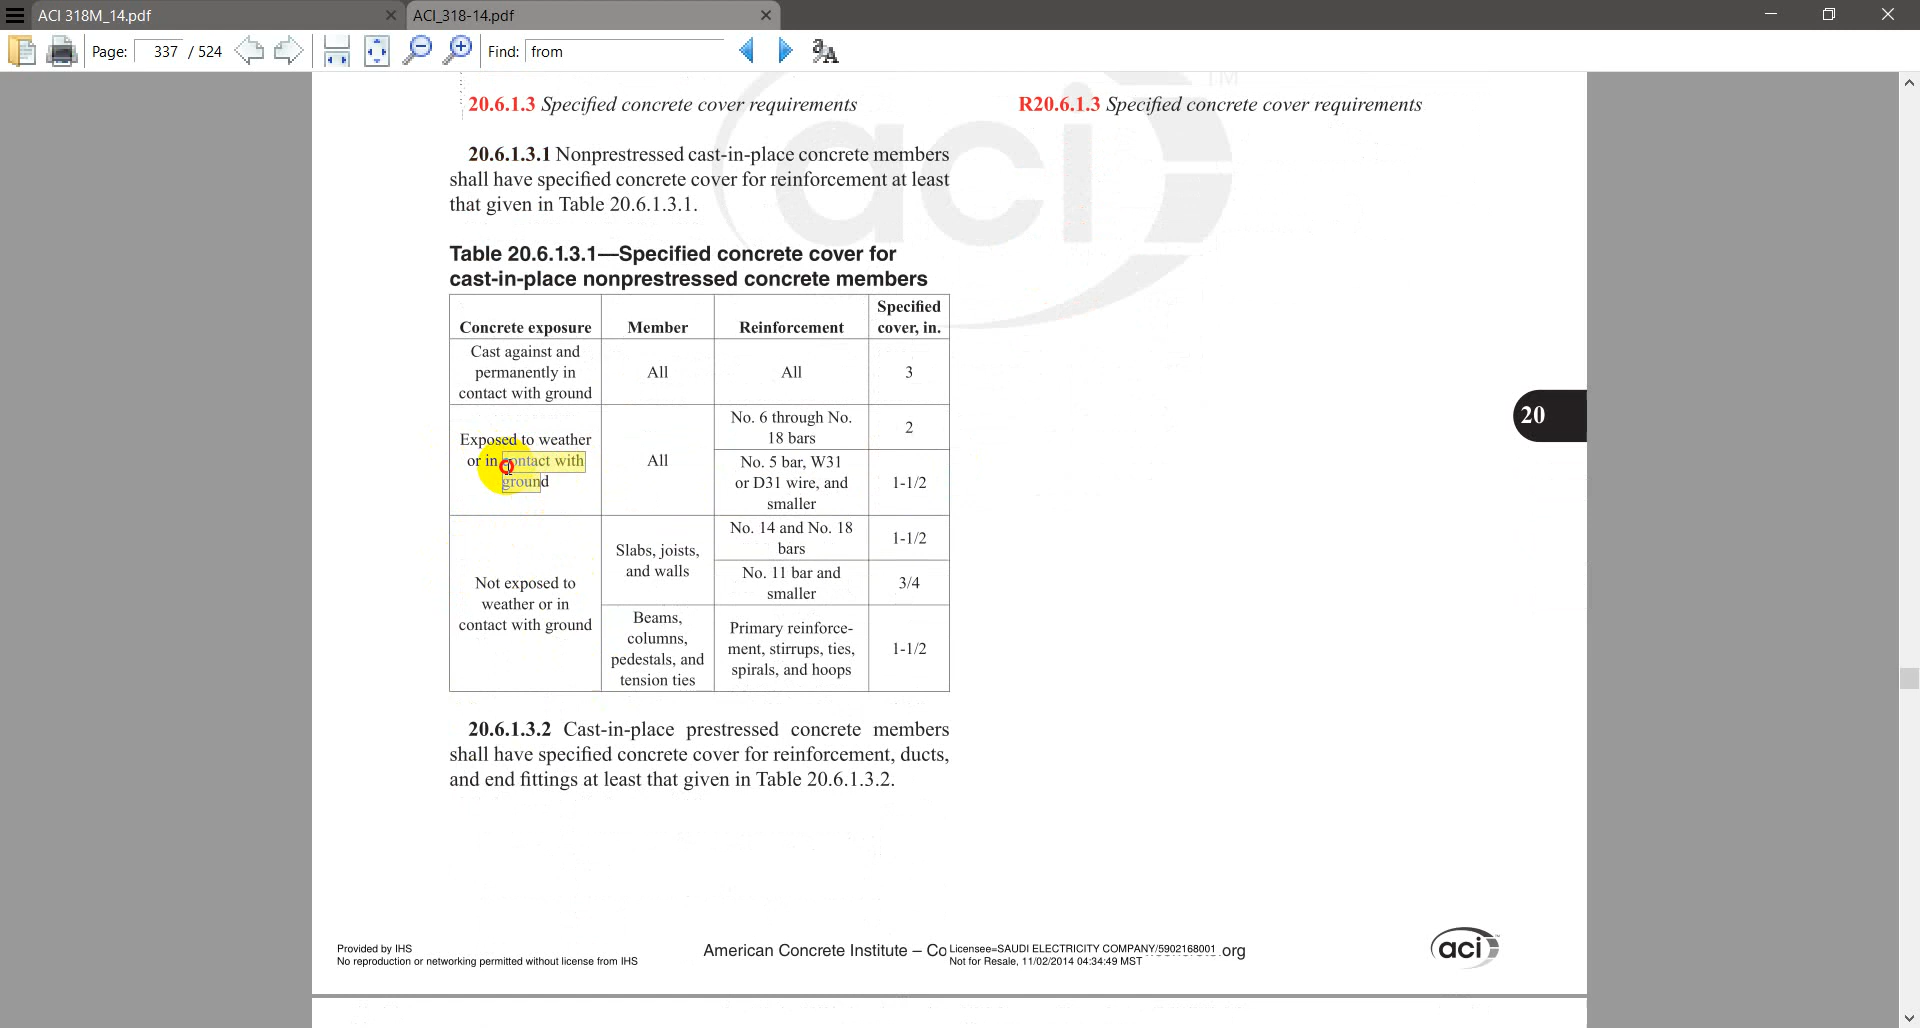 ACI 318M_14.pdf
ACI_318-14.pdf
Page: 337 / 524
Find: from
20.6.1.3 Specified concrete cover requirements
20.6.1.3.1 Nonprestressed cast-in-place concrete members
shall have specified concrete cover for reinforcement at least
that given in Table 20.6.1.3.1.
Table 20.6.1.3.1—Specified concrete cover for
cast-in-place nonprestressed concrete members
Concrete exposure
Member
Reinforcement
Specified
cover, in.
Cast against and
permanently in
contact with ground
All
All
3
Exposed to weather
or in contact with
ground
All
No. 6 through No.
18 bars
2
No. 5 bar, W31
or D31 wire, and
smaller
1-1/2
Not exposed to
weather or in
contact with ground
Slabs, joists,
and walls
No. 14 and No. 18
bars
1-1/2
No. 11 bar and
smaller
3/4
Beams,
columns,
pedestals, and
tension ties
Primary reinforce-
ment, stirrups, ties,
spirals, and hoops
1-1/2
20.6.1.3.2 Cast-in-place prestressed concrete members
shall have specified concrete cover for reinforcement, ducts,
and end fittings at least that given in Table 20.6.1.3.2.
R20.6.1.3 Specified concrete cover requirements
20
aci
TM
Provided by IHS
No reproduction or networking permitted without license from IHS
American Concrete Institute – Co
Licensee=SAUDI ELECTRICITY COMPANY/5902168001
Not for Resale, 11/02/2014 04:34:49 MST
.org
aci